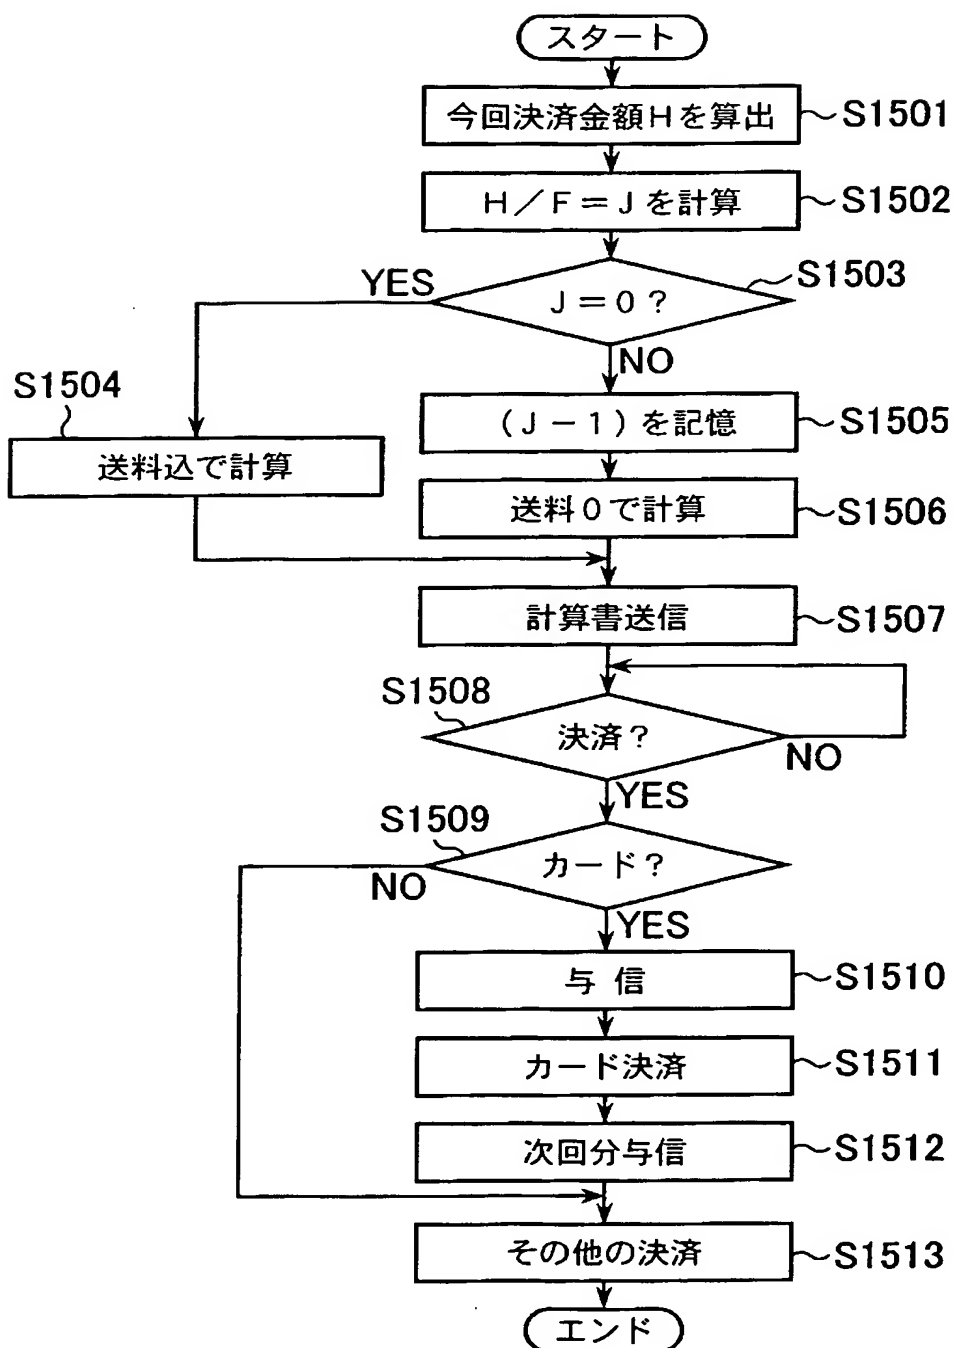 スタート
今回決済金額Hを算出
S1501
H/F=Jを計算
S1502
S1503
YES
J=0?
NO
S1504
送料込で計算
(J-1)を記憶
S1505
送料0で計算
S1506
計算書送信
S1507
S1508
決済?
NO
YES
S1509
カード?
NO
YES
与信
S1510
カード決済
S1511
次回分与信
S1512
その他の決済
S1513
エンド